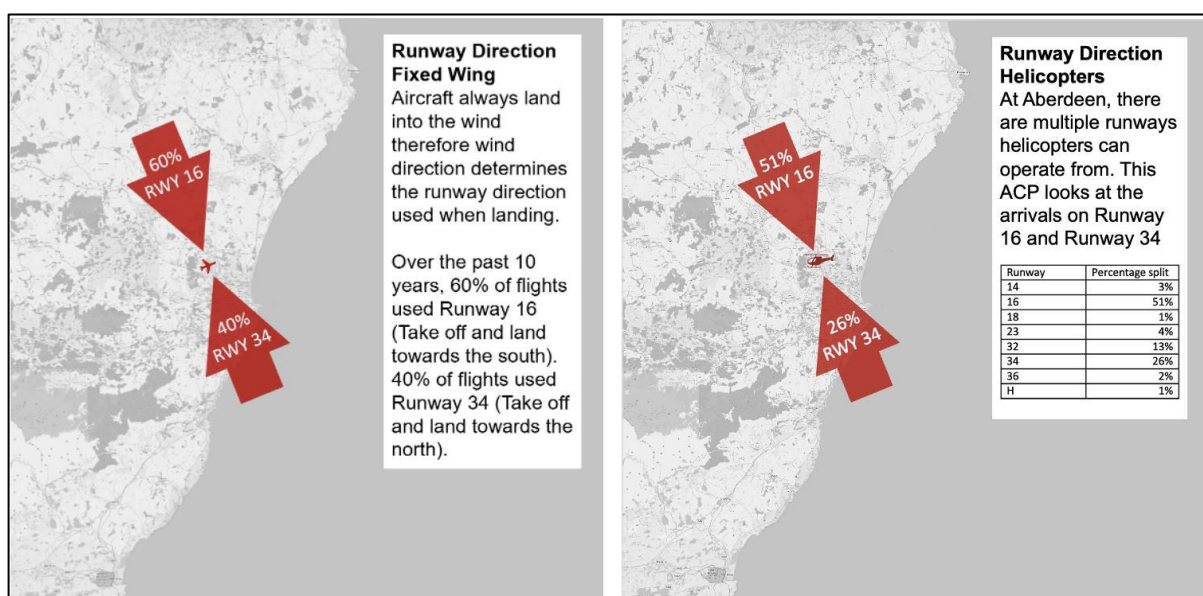 Runway Direction
Fixed Wing
Aircraft always land
into the wind
therefore wind
direction determines
the runway direction
used when landing.
Over the past 10
years, 60% of flights
used Runway 16
(Take off and land
towards the south).
40% of flights used
Runway 34 (Take off
and land towards the
north).
60%
RWY 16
40%
RWY 34
Runway Direction
Helicopters
At Aberdeen, there
are multiple runways
helicopters can
operate from. This
ACP looks at the
arrivals on Runway
16 and Runway 34
Runway Percentage split
14 3%
16 51%
18 1%
23 4%
32 13%
34 26%
36 2%
H 1%
51%
RWY 16
26%
RWY 34